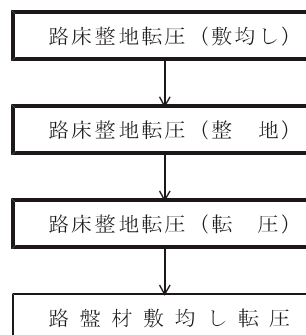 路床整地転圧（敷均し）
路床整地転圧（整　地）
路床整地転圧（転　圧）
路盤材敷均し転圧